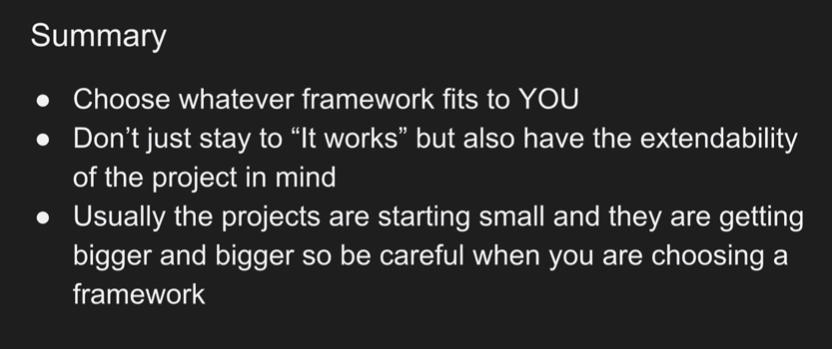 Summary
● Choose whatever framework fits to YOU
● Don’t just stay to “It works” but also have the extendability
of the project in mind
● Usually the projects are starting small and they are getting
bigger and bigger so be careful when you are choosing a
framework